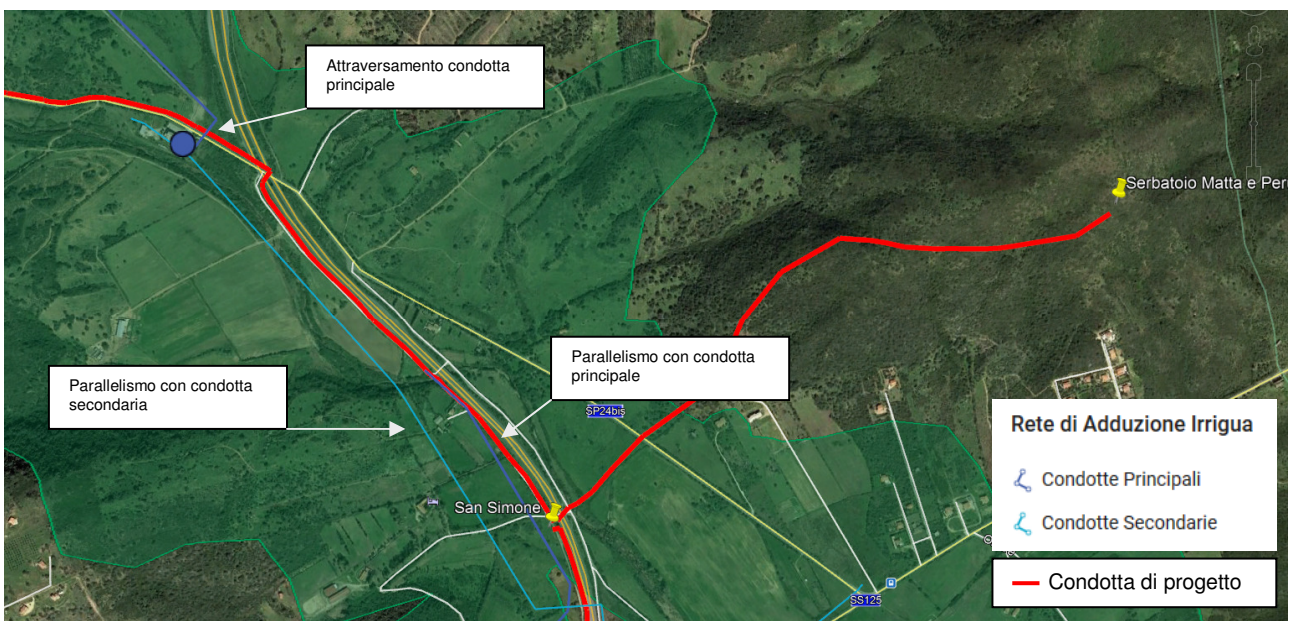 Attraversamento condotta
principale
Serbatoio Matta e Per
Parallelismo con condotta
principale
Parallelismo con condotta
secondaria
SP24bis
San Simone
SS125
Rete di Adduzione Irrigua
Condotte Principali
Condotte Secondarie
Condotta di progetto